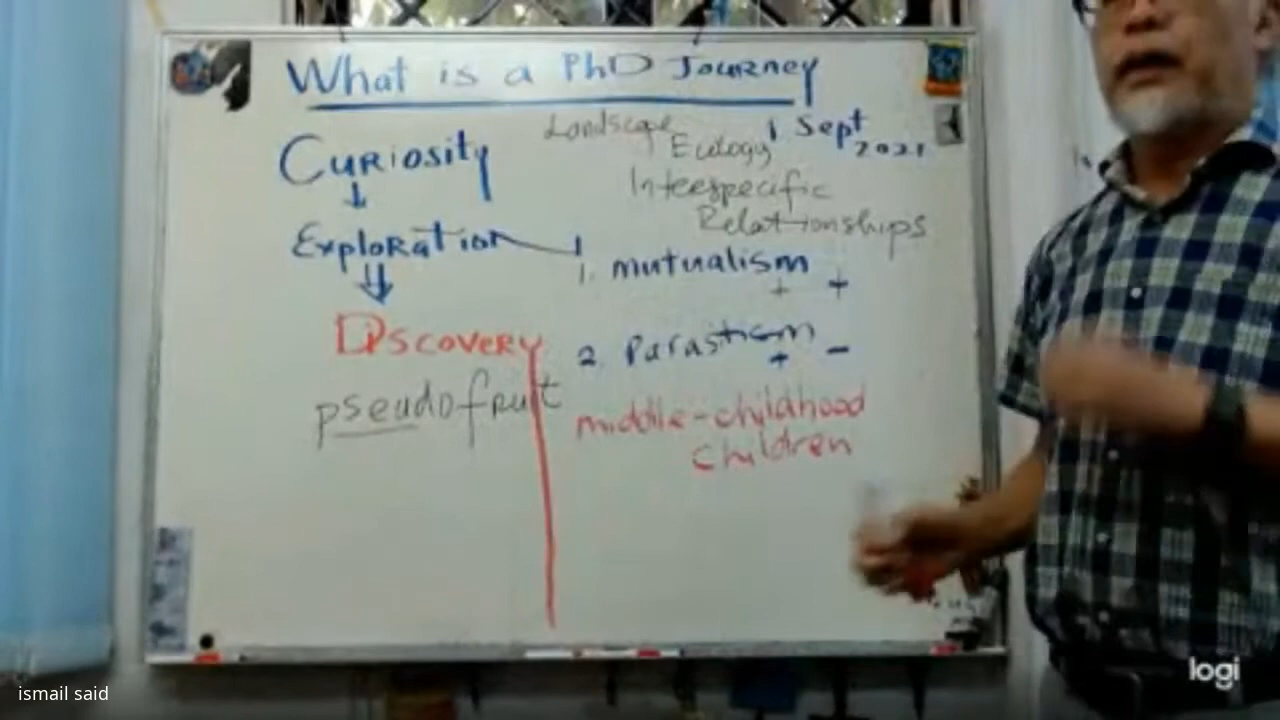 What is a PhD Journey
1 Sept
2021
Curiosity
Landscape
Ecology
Interspecific
Relationships
Exploration
1. mutualism
+ +
Discovery
2. Parastism
+ -
pseudofruit
middle-childhood
children
logi
ismail said